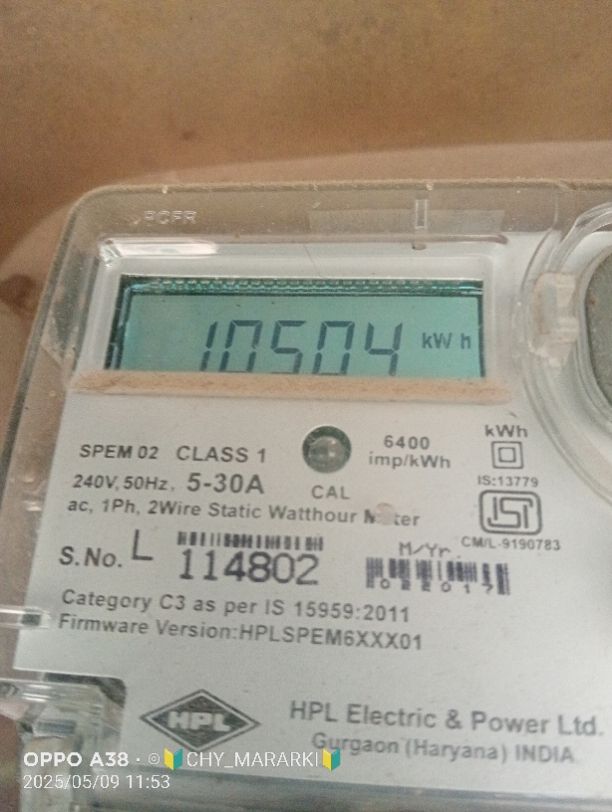 10504 kWh
kWh
SPEM 02 CLASS 1
6400
imp/kWh
240V, 50Hz, 5-30A
CAL
IS:13779
ac, 1Ph, 2Wire Static Watthour Meter
ISI
CM/L-9190783
S.No. L 114802
M/Yr.
022017
Category C3 as per IS 15959:2011
Firmware Version:HPLSPEM6XXX01
HPL
HPL Electric & Power Ltd.
Gurgaon (Haryana) INDIA
OPPO A38 · ©🔰CHY_MARARKI🔰
2025/05/09 11:53